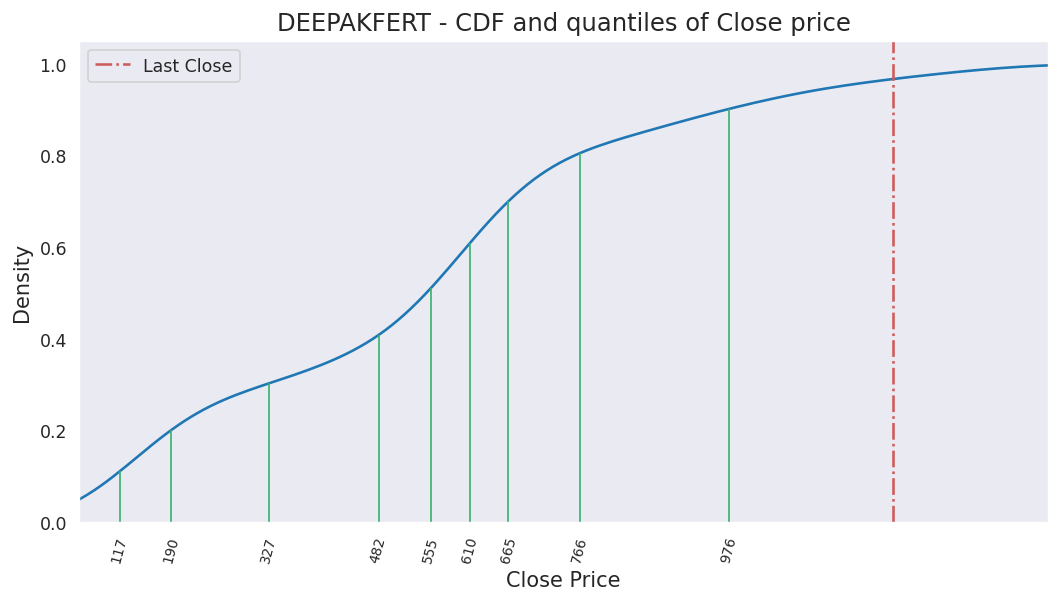 DEEPAKFERT - CDF and quantiles of Close price
Last Close
1.0
0.8
0.6
0.4
0.2
0.0
Density
117 190 327 482 555 610 665 766 976
Close Price